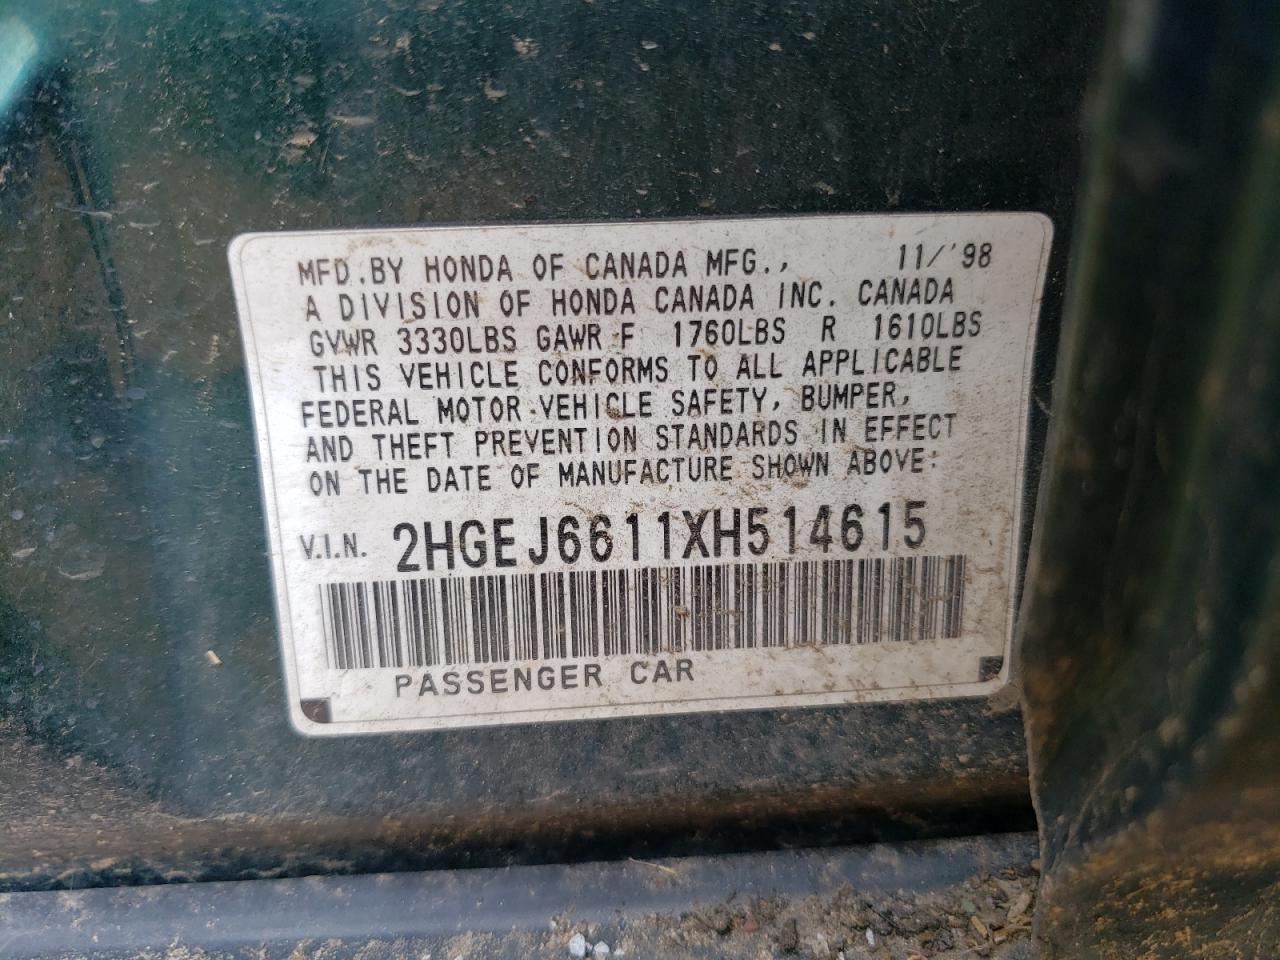 MFD.BY HONDA OF CANADA MFG., 11/'98
A DIVISION OF HONDA CANADA INC. CANADA
GVWR 3330LBS GAWR F 1760LBS R 1610LBS
THIS VEHICLE CONFORMS TO ALL APPLICABLE
FEDERAL MOTOR VEHICLE SAFETY, BUMPER,
AND THEFT PREVENTION STANDARDS IN EFFECT
ON THE DATE OF MANUFACTURE SHOWN ABOVE:
V.I.N. 2HGEJ6611XH514615
PASSENGER CAR